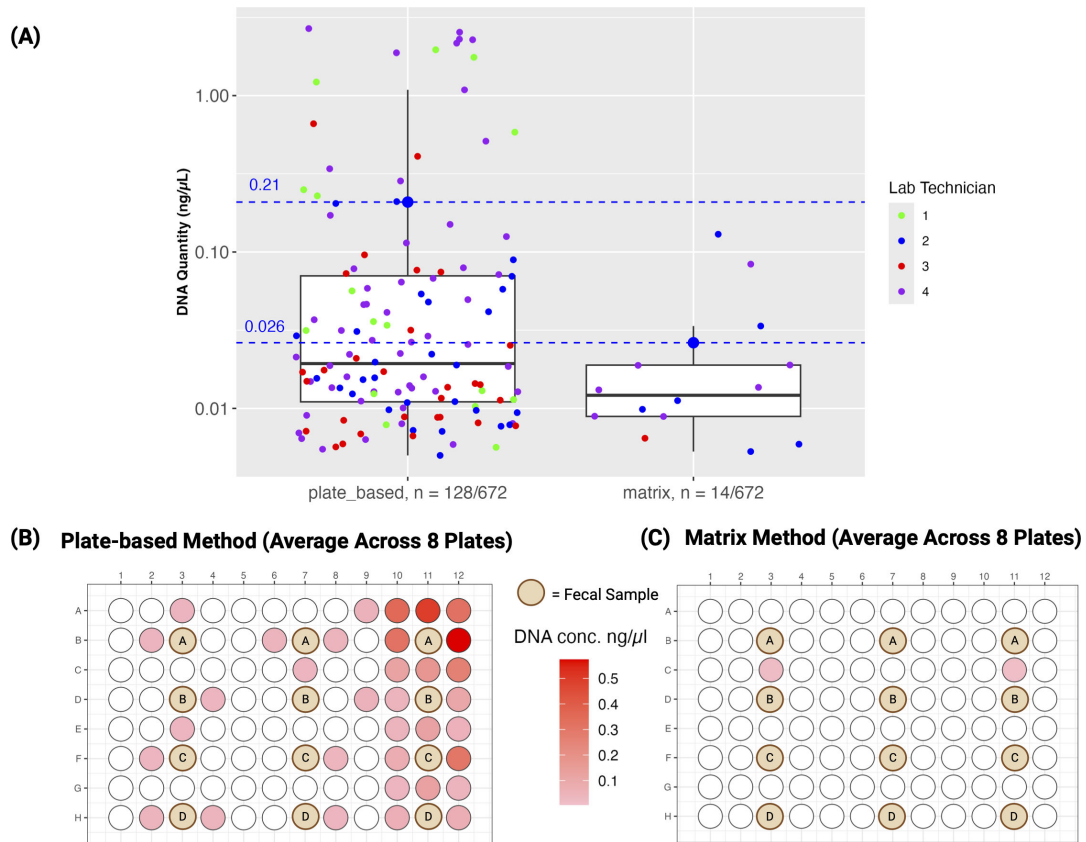 (A)
DNA Quantity (ng/µL)
1.00
0.10
0.01
0.21
0.026
plate_based, n = 128/672
matrix, n = 14/672
Lab Technician
1
2
3
4
(B) Plate-based Method (Average Across 8 Plates)
1 2 3 4 5 6 7 8 9 10 11 12
A
B A A A
C
D B B B
E
F C C C
G
H D D D
= Fecal Sample
DNA conc. ng/µl
0.5
0.4
0.3
0.2
0.1
(C) Matrix Method (Average Across 8 Plates)
1 2 3 4 5 6 7 8 9 10 11 12
A
B A A A
C
D B B B
E
F C C C
G
H D D D